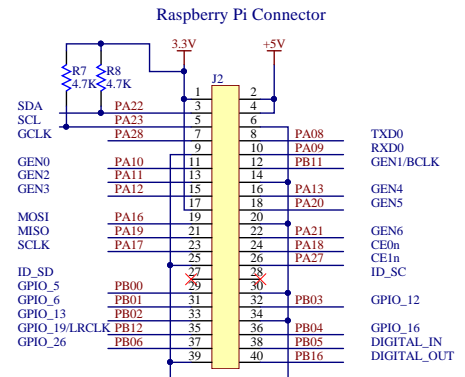 Raspberry Pi Connector
3.3V +5V
R7 R8 J2
4.7K 4.7K
1 2
SDA PA22 3 4
SCL PA23 5 6
GCLK PA28 7 8 PA08 TXD0
9 10 PA09 RXD0
GEN0 PA10 11 12 PB11 GEN1/BCLK
GEN2 PA11 13 14
GEN3 PA12 15 16 PA13 GEN4
17 18 PA20 GEN5
MOSI PA16 19 20
MISO PA19 21 22 PA21 GEN6
SCLK PA17 23 24 PA18 CE0n
25 26 PA27 CE1n
ID_SD 27 28 ID_SC
GPIO_5 PB00 29 30
GPIO_6 PB01 31 32 PB03 GPIO_12
GPIO_13 PB02 33 34
GPIO_19/LRCLK PB12 35 36 PB04 GPIO_16
GPIO_26 PB06 37 38 PB05 DIGITAL_IN
39 40 PB16 DIGITAL_OUT